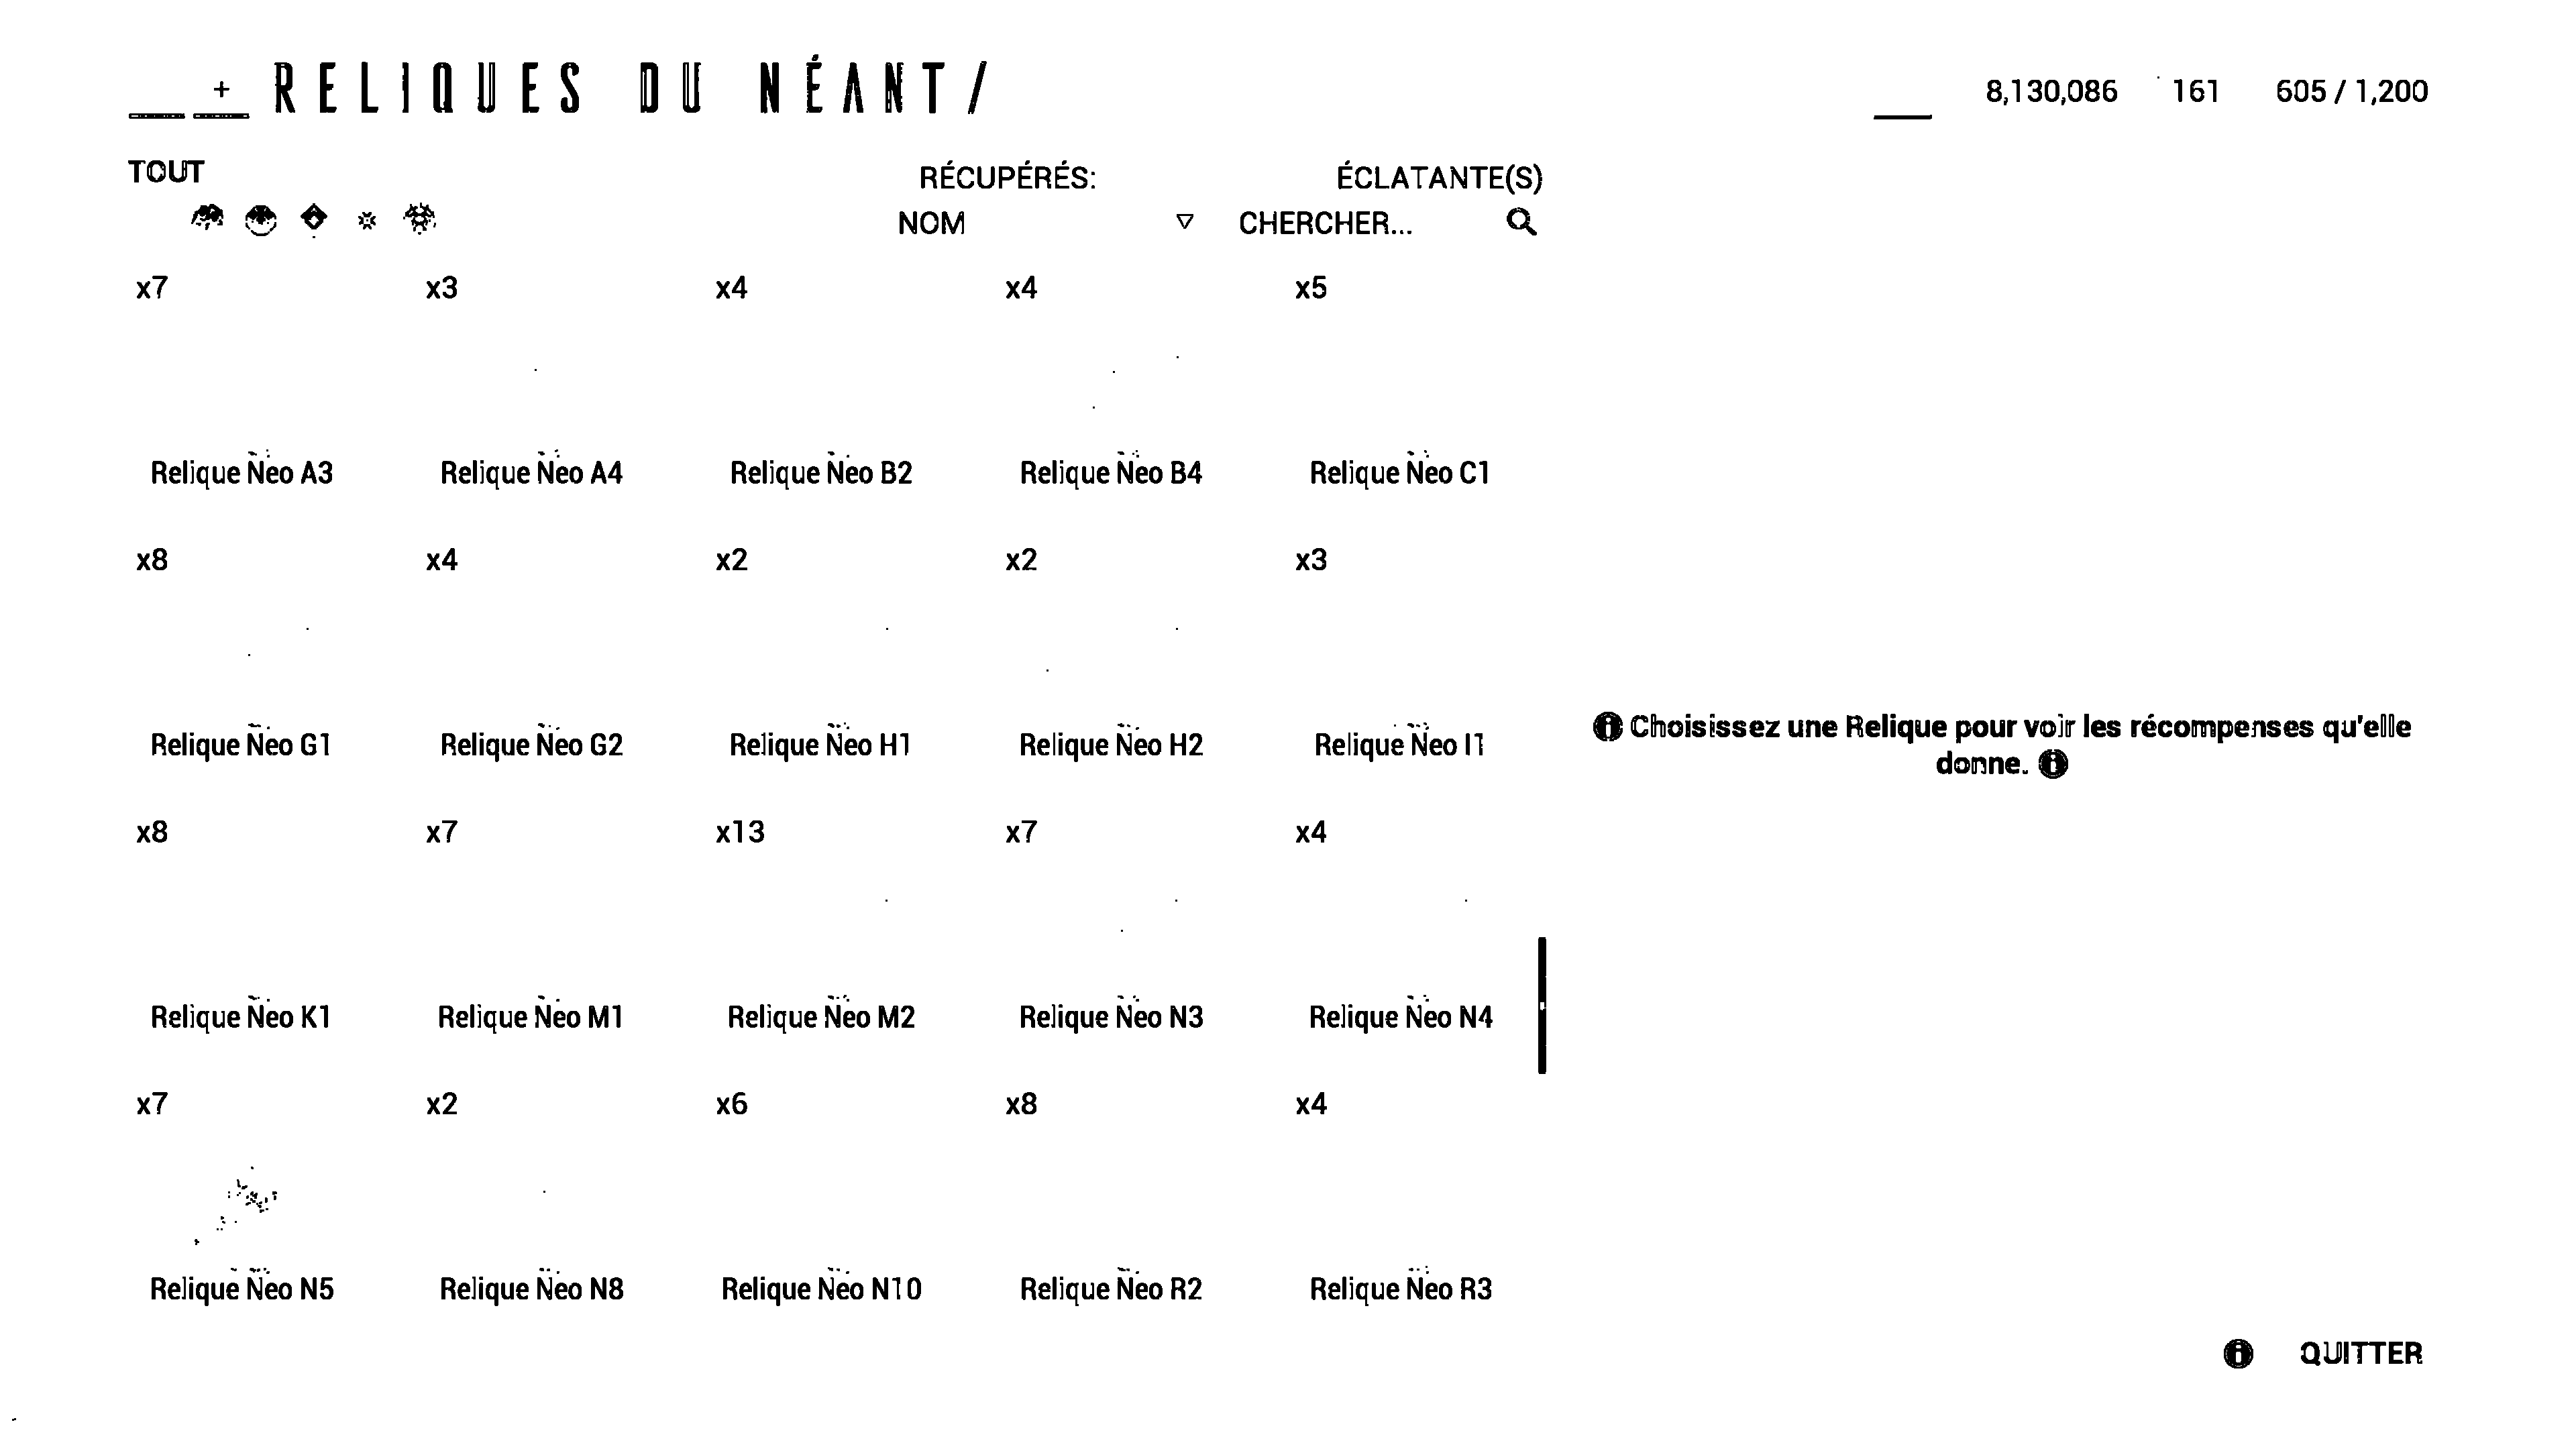 + RELIQUES DU NÉANT/
8,130,086 161 605 / 1,200
TOUT
RÉCUPÉRÉS: ÉCLATANTE(S)
NOM CHERCHER...
x7 x3 x4 x4 x5
Relique Neo A3 Relique Neo A4 Relique Neo B2 Relique Neo B4 Relique Neo C1
x8 x4 x2 x2 x3
Relique Neo G1 Relique Neo G2 Relique Neo H1 Relique Neo H2 Relique Neo I1
x8 x7 x13 x7 x4
Relique Neo K1 Relique Neo M1 Relique Neo M2 Relique Neo N3 Relique Neo N4
x7 x2 x6 x8 x4
Relique Neo N5 Relique Neo N8 Relique Neo N10 Relique Neo R2 Relique Neo R3
Choisissez une Relique pour voir les récompenses qu'elle
donne.
QUITTER